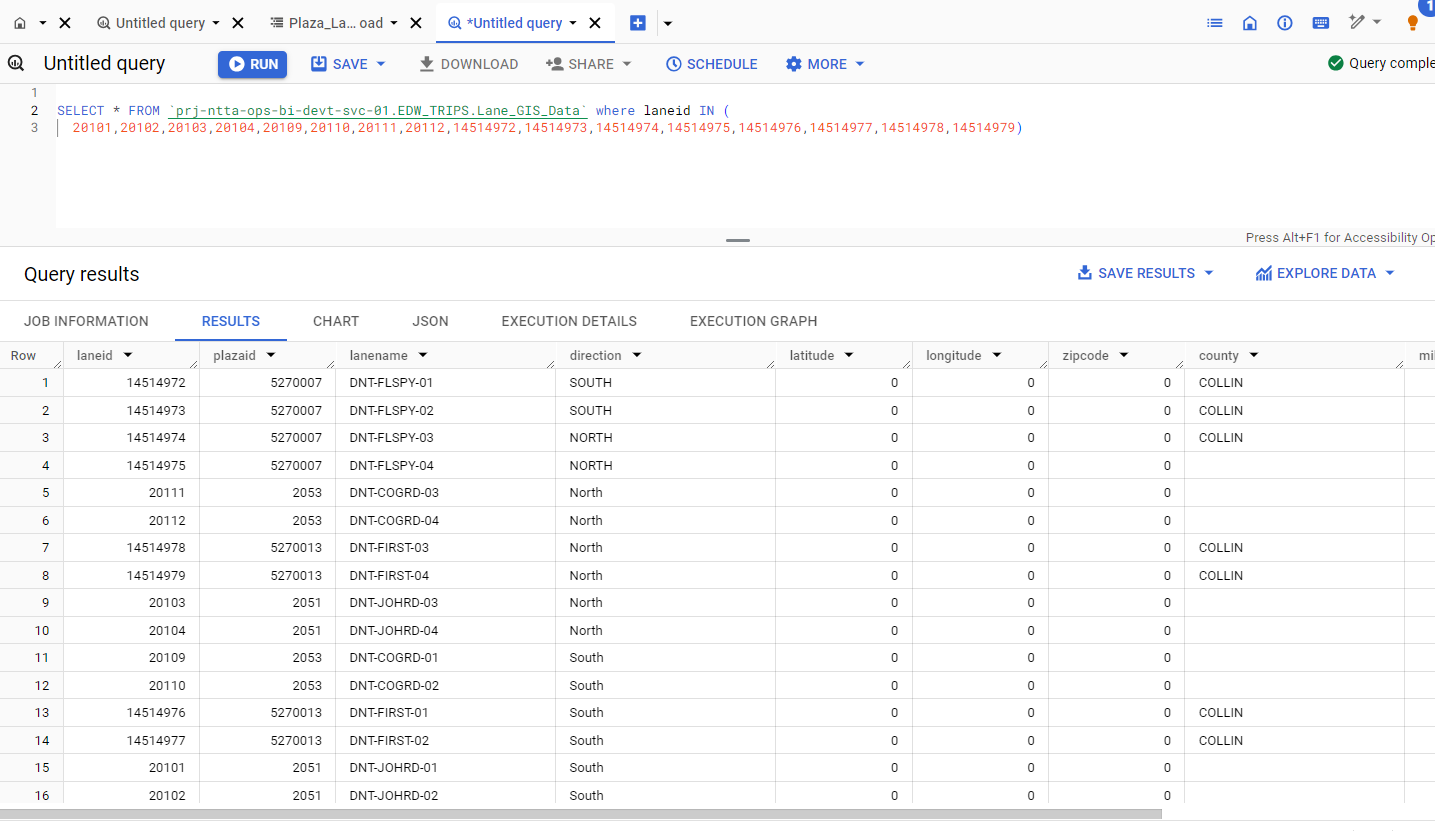 Untitled query Plaza_La... oad *Untitled query 1
Untitled query RUN SAVE DOWNLOAD SHARE SCHEDULE MORE Query comple
1
2 SELECT * FROM `prj-ntta-ops-bi-devt-svc-01.EDW_TRIPS.Lane_GIS_Data` where laneid IN (
3 20101,20102,20103,20104,20109,20110,20111,20112,14514972,14514973,14514974,14514975,14514976,14514977,14514978,14514979)
Press Alt+F1 for Accessibility Op
Query results SAVE RESULTS EXPLORE DATA
JOB INFORMATION RESULTS CHART JSON EXECUTION DETAILS EXECUTION GRAPH
Row laneid plazaid lanename direction latitude longitude zipcode county mil
1 14514972 5270007 DNT-FLSPY-01 SOUTH 0 0 0 COLLIN
2 14514973 5270007 DNT-FLSPY-02 SOUTH 0 0 0 COLLIN
3 14514974 5270007 DNT-FLSPY-03 NORTH 0 0 0 COLLIN
4 14514975 5270007 DNT-FLSPY-04 NORTH 0 0 0
5 20111 2053 DNT-COGRD-03 North 0 0 0
6 20112 2053 DNT-COGRD-04 North 0 0 0
7 14514978 5270013 DNT-FIRST-03 North 0 0 0 COLLIN
8 14514979 5270013 DNT-FIRST-04 North 0 0 0 COLLIN
9 20103 2051 DNT-JOHRD-03 North 0 0 0
10 20104 2051 DNT-JOHRD-04 North 0 0 0
11 20109 2053 DNT-COGRD-01 South 0 0 0
12 20110 2053 DNT-COGRD-02 South 0 0 0
13 14514976 5270013 DNT-FIRST-01 South 0 0 0 COLLIN
14 14514977 5270013 DNT-FIRST-02 South 0 0 0 COLLIN
15 20101 2051 DNT-JOHRD-01 South 0 0 0
16 20102 2051 DNT-JOHRD-02 South 0 0 0